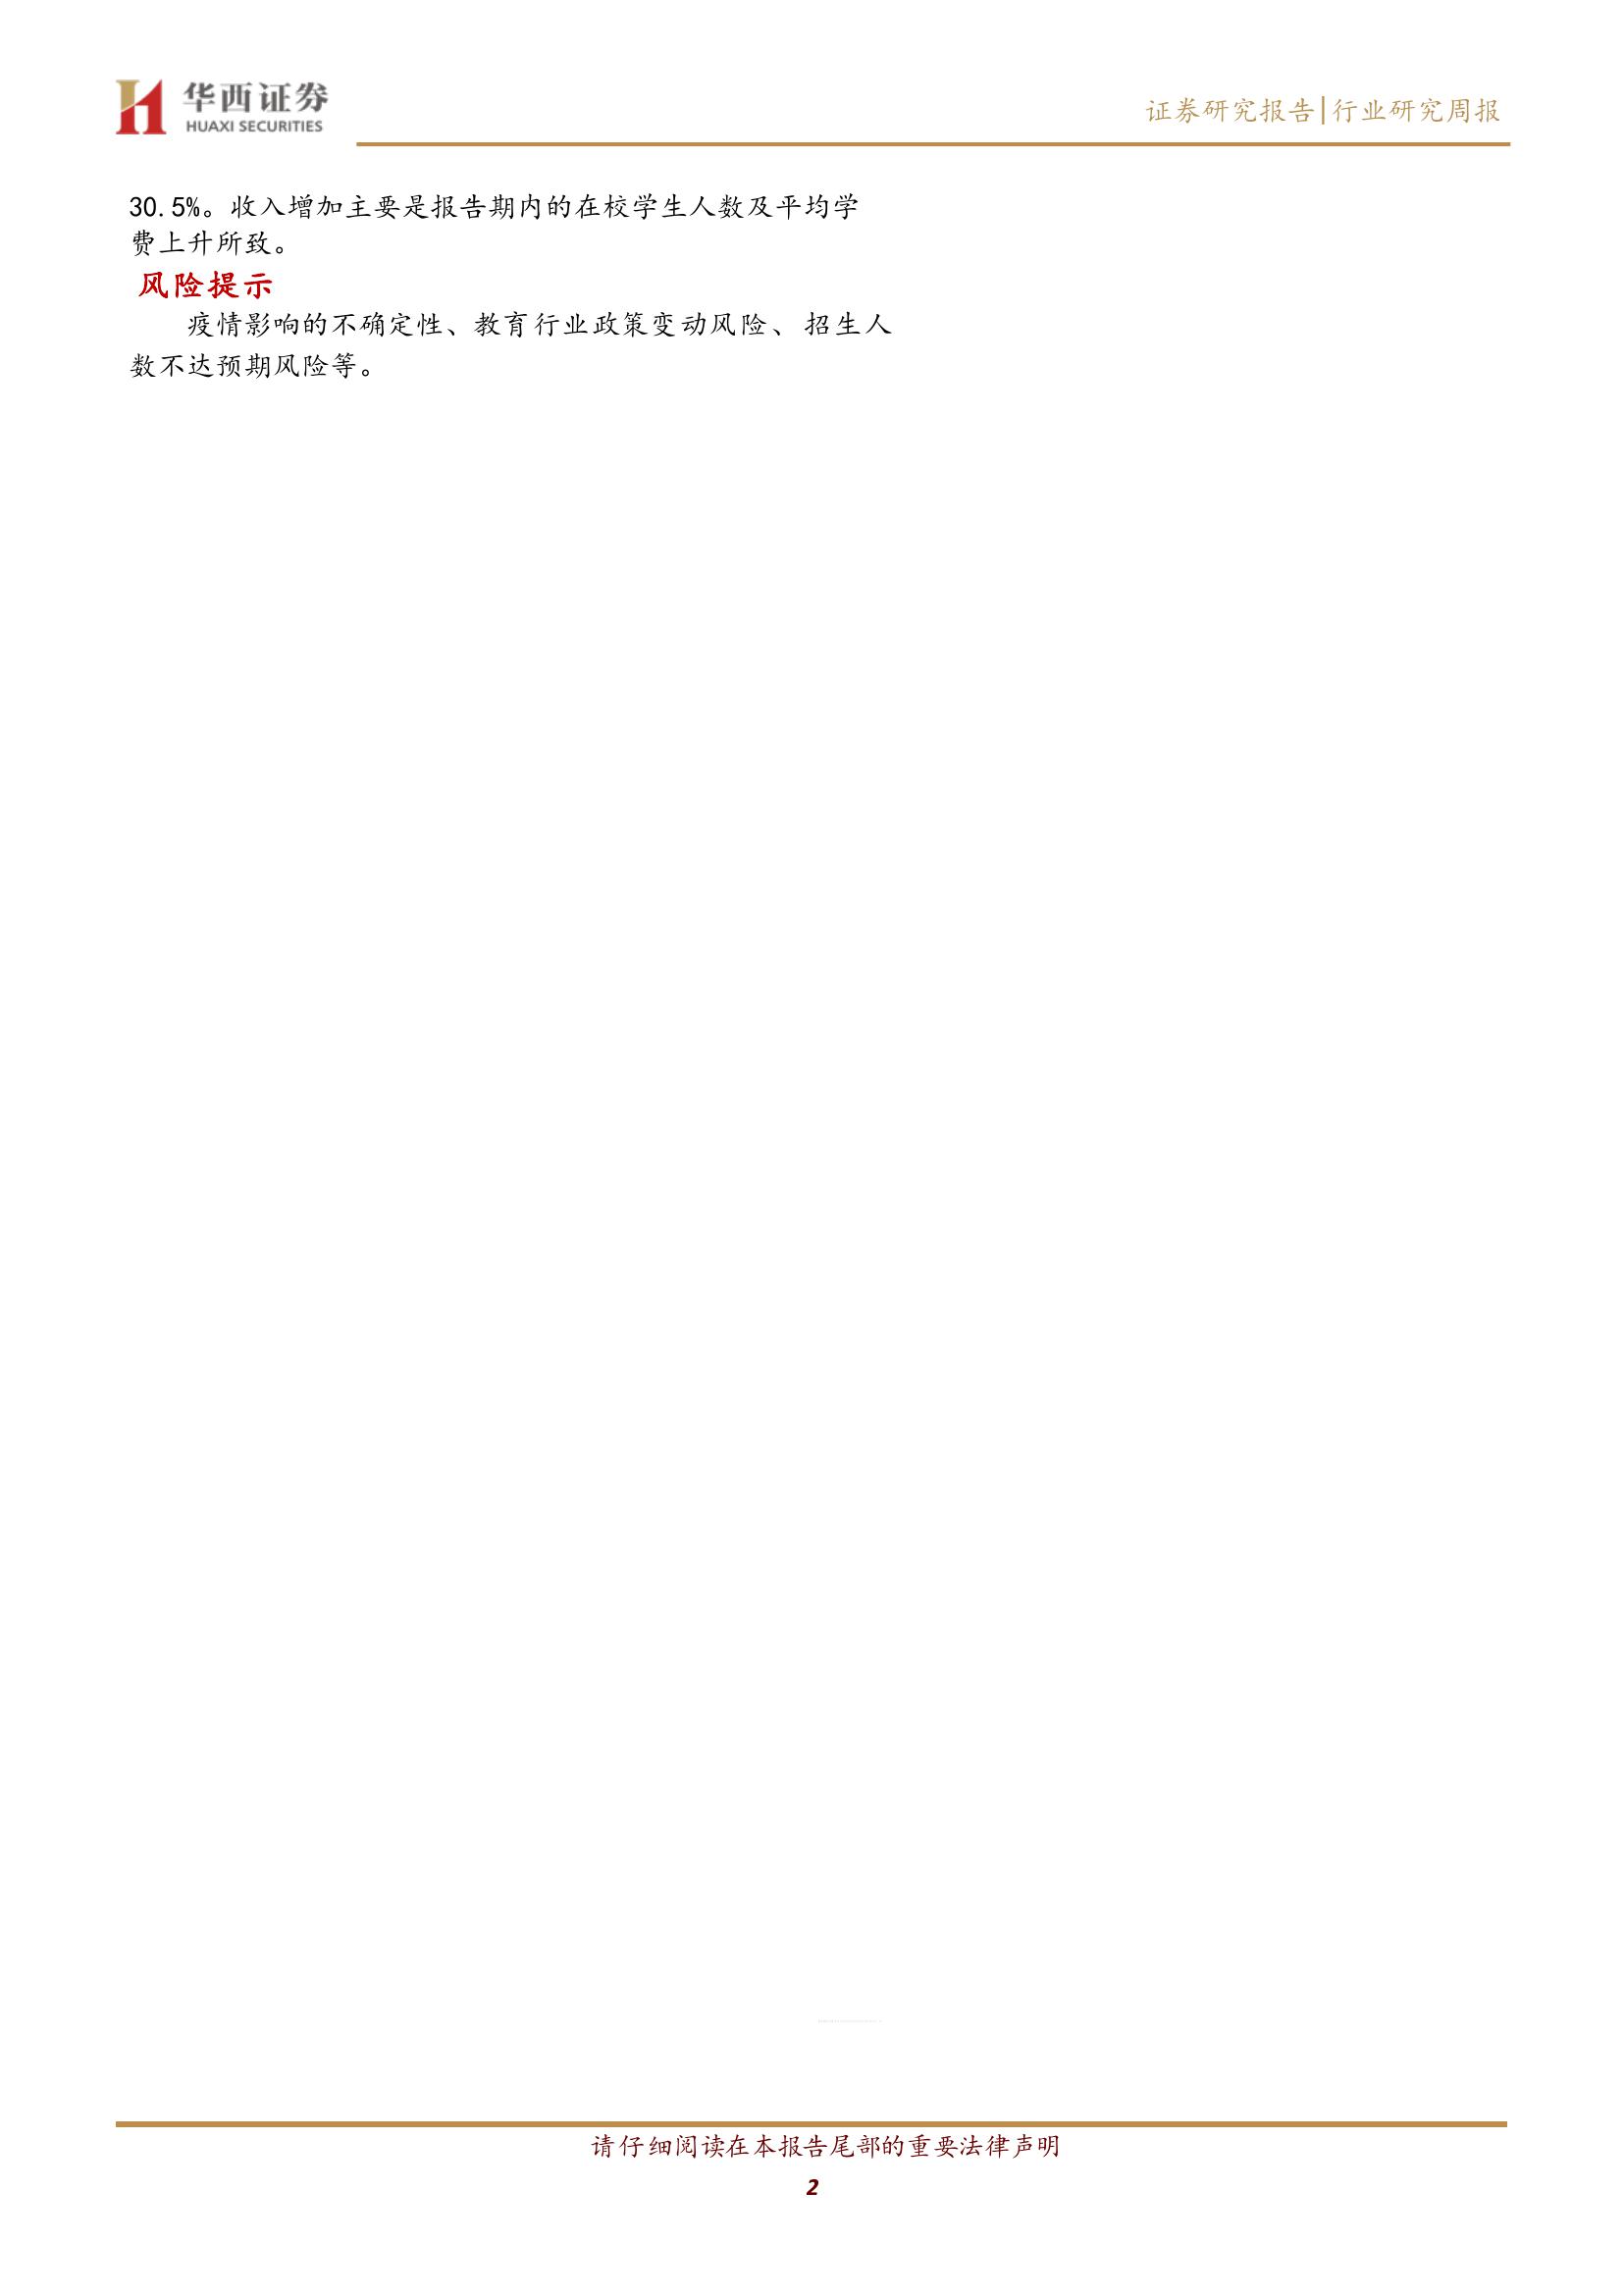 华西证券
HUAXI SECURITIES
证券研究报告|行业研究周报
30.5%。收入增加主要是报告期内的在校学生人数及平均学
费上升所致。
风险提示
疫情影响的不确定性、教育行业政策变动风险、招生人
数不达预期风险等。
请仔细阅读在本报告尾部的重要法律声明
2